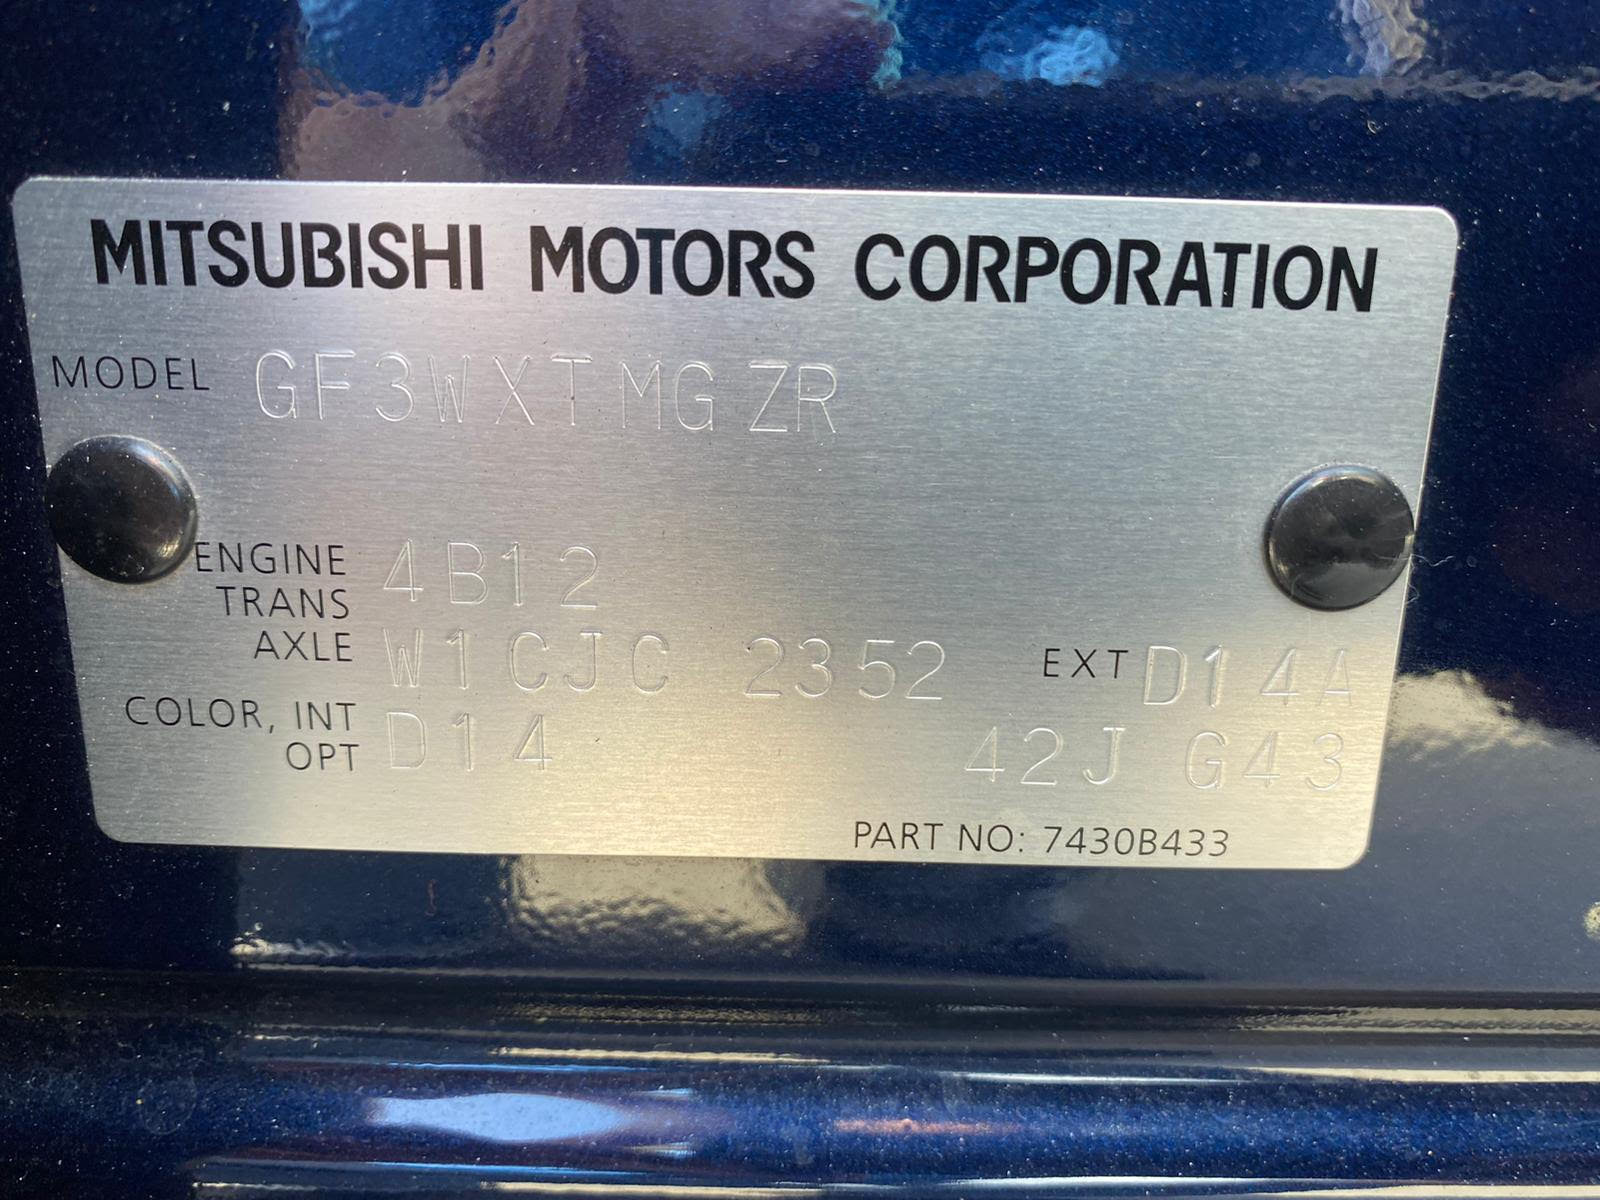 MITSUBISHI MOTORS CORPORATION
MODEL GF3WXTMGZR
ENGINE 4B12
TRANS
AXLE W1CJC 2352 EXT D14A
COLOR, INT D14 42J G43
OPT
PART NO: 7430B433